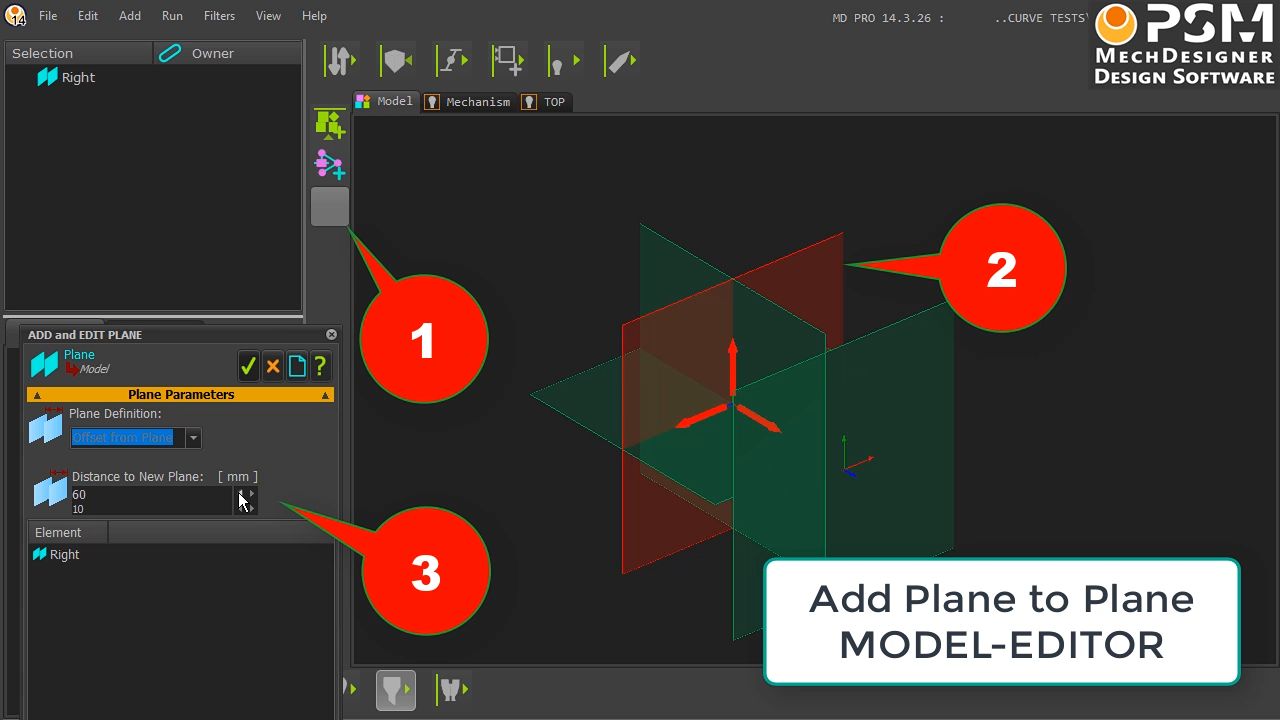 14
File Edit Add Run Filters View Help
MD PRO 14.3.26 : ..CURVE TESTS\
PSM
MECHDESIGNER
DESIGN SOFTWARE
Selection Owner
Right
Model Mechanism TOP
1
2
3
ADD and EDIT PLANE
Plane
Model
?
Plane Parameters
Plane Definition:
Offset from Plane
Distance to New Plane: [ mm ]
60
10
Element
Right
Add Plane to Plane
MODEL-EDITOR